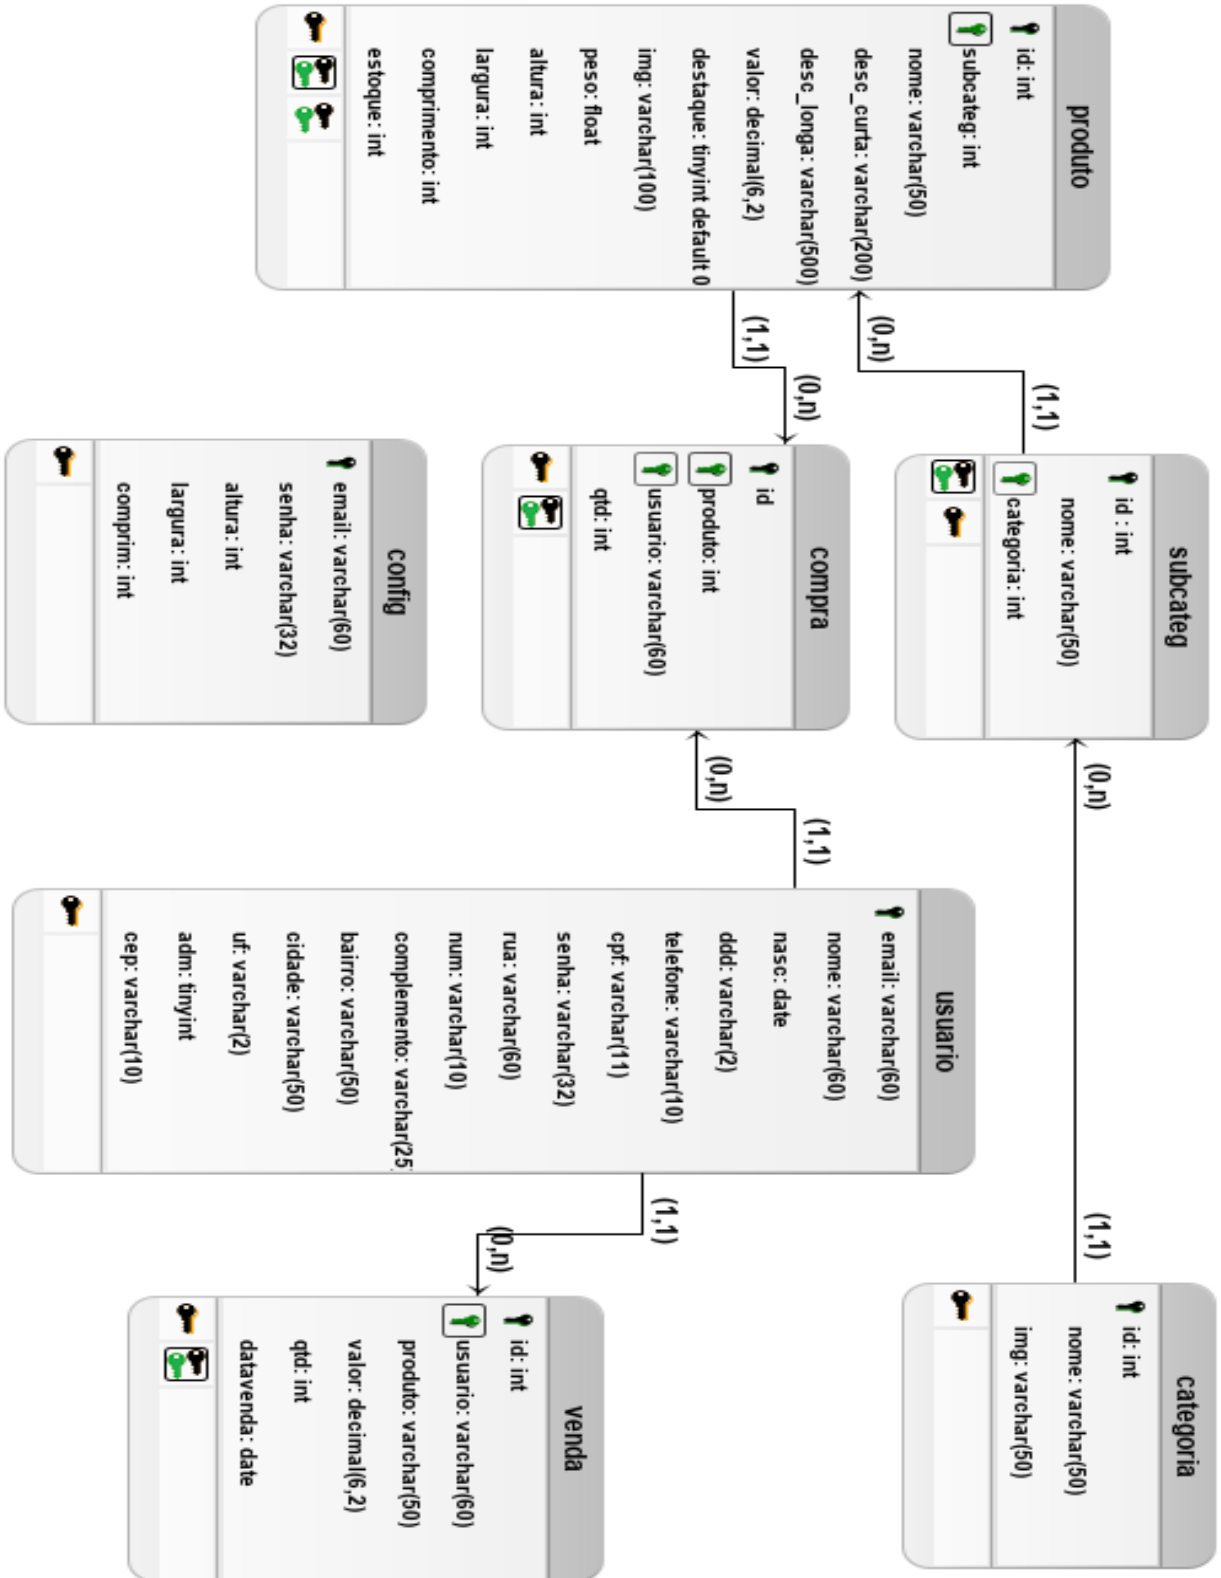 produto
id: int
subcateg: int
nome: varchar(50)
desc_curta: varchar(200)
desc_longa: varchar(500)
valor: decimal(6,2)
destaque: tinyint default 0
img: varchar(100)
peso: float
altura: int
largura: int
comprimento: int
estoque: int
(0,n)
(1,1)
(1,1)
(0,n)
subcateg
id : int
nome: varchar(50)
categoria: int
compra
id
produto: int
usuario: varchar(60)
qtd: int
config
email: varchar(60)
senha: varchar(32)
altura: int
largura: int
comprim: int
(0,n)
(1,1)
(0,n)
(1,1)
usuario
email: varchar(60)
nome: varchar(60)
nasc: date
ddd: varchar(2)
telefone: varchar(10)
cpf: varchar(11)
senha: varchar(32)
rua: varchar(60)
num: varchar(10)
complemento: varchar(25
bairro: varchar(50)
cidade: varchar(50)
uf: varchar(2)
adm: tinyint
cep: varchar(10)
(1,1)
(0,n)
categoria
id: int
nome: varchar(50)
img: varchar(50)
venda
id: int
usuario: varchar(60)
produto: varchar(50)
valor: decimal(6,2)
qtd: int
datavenda: date